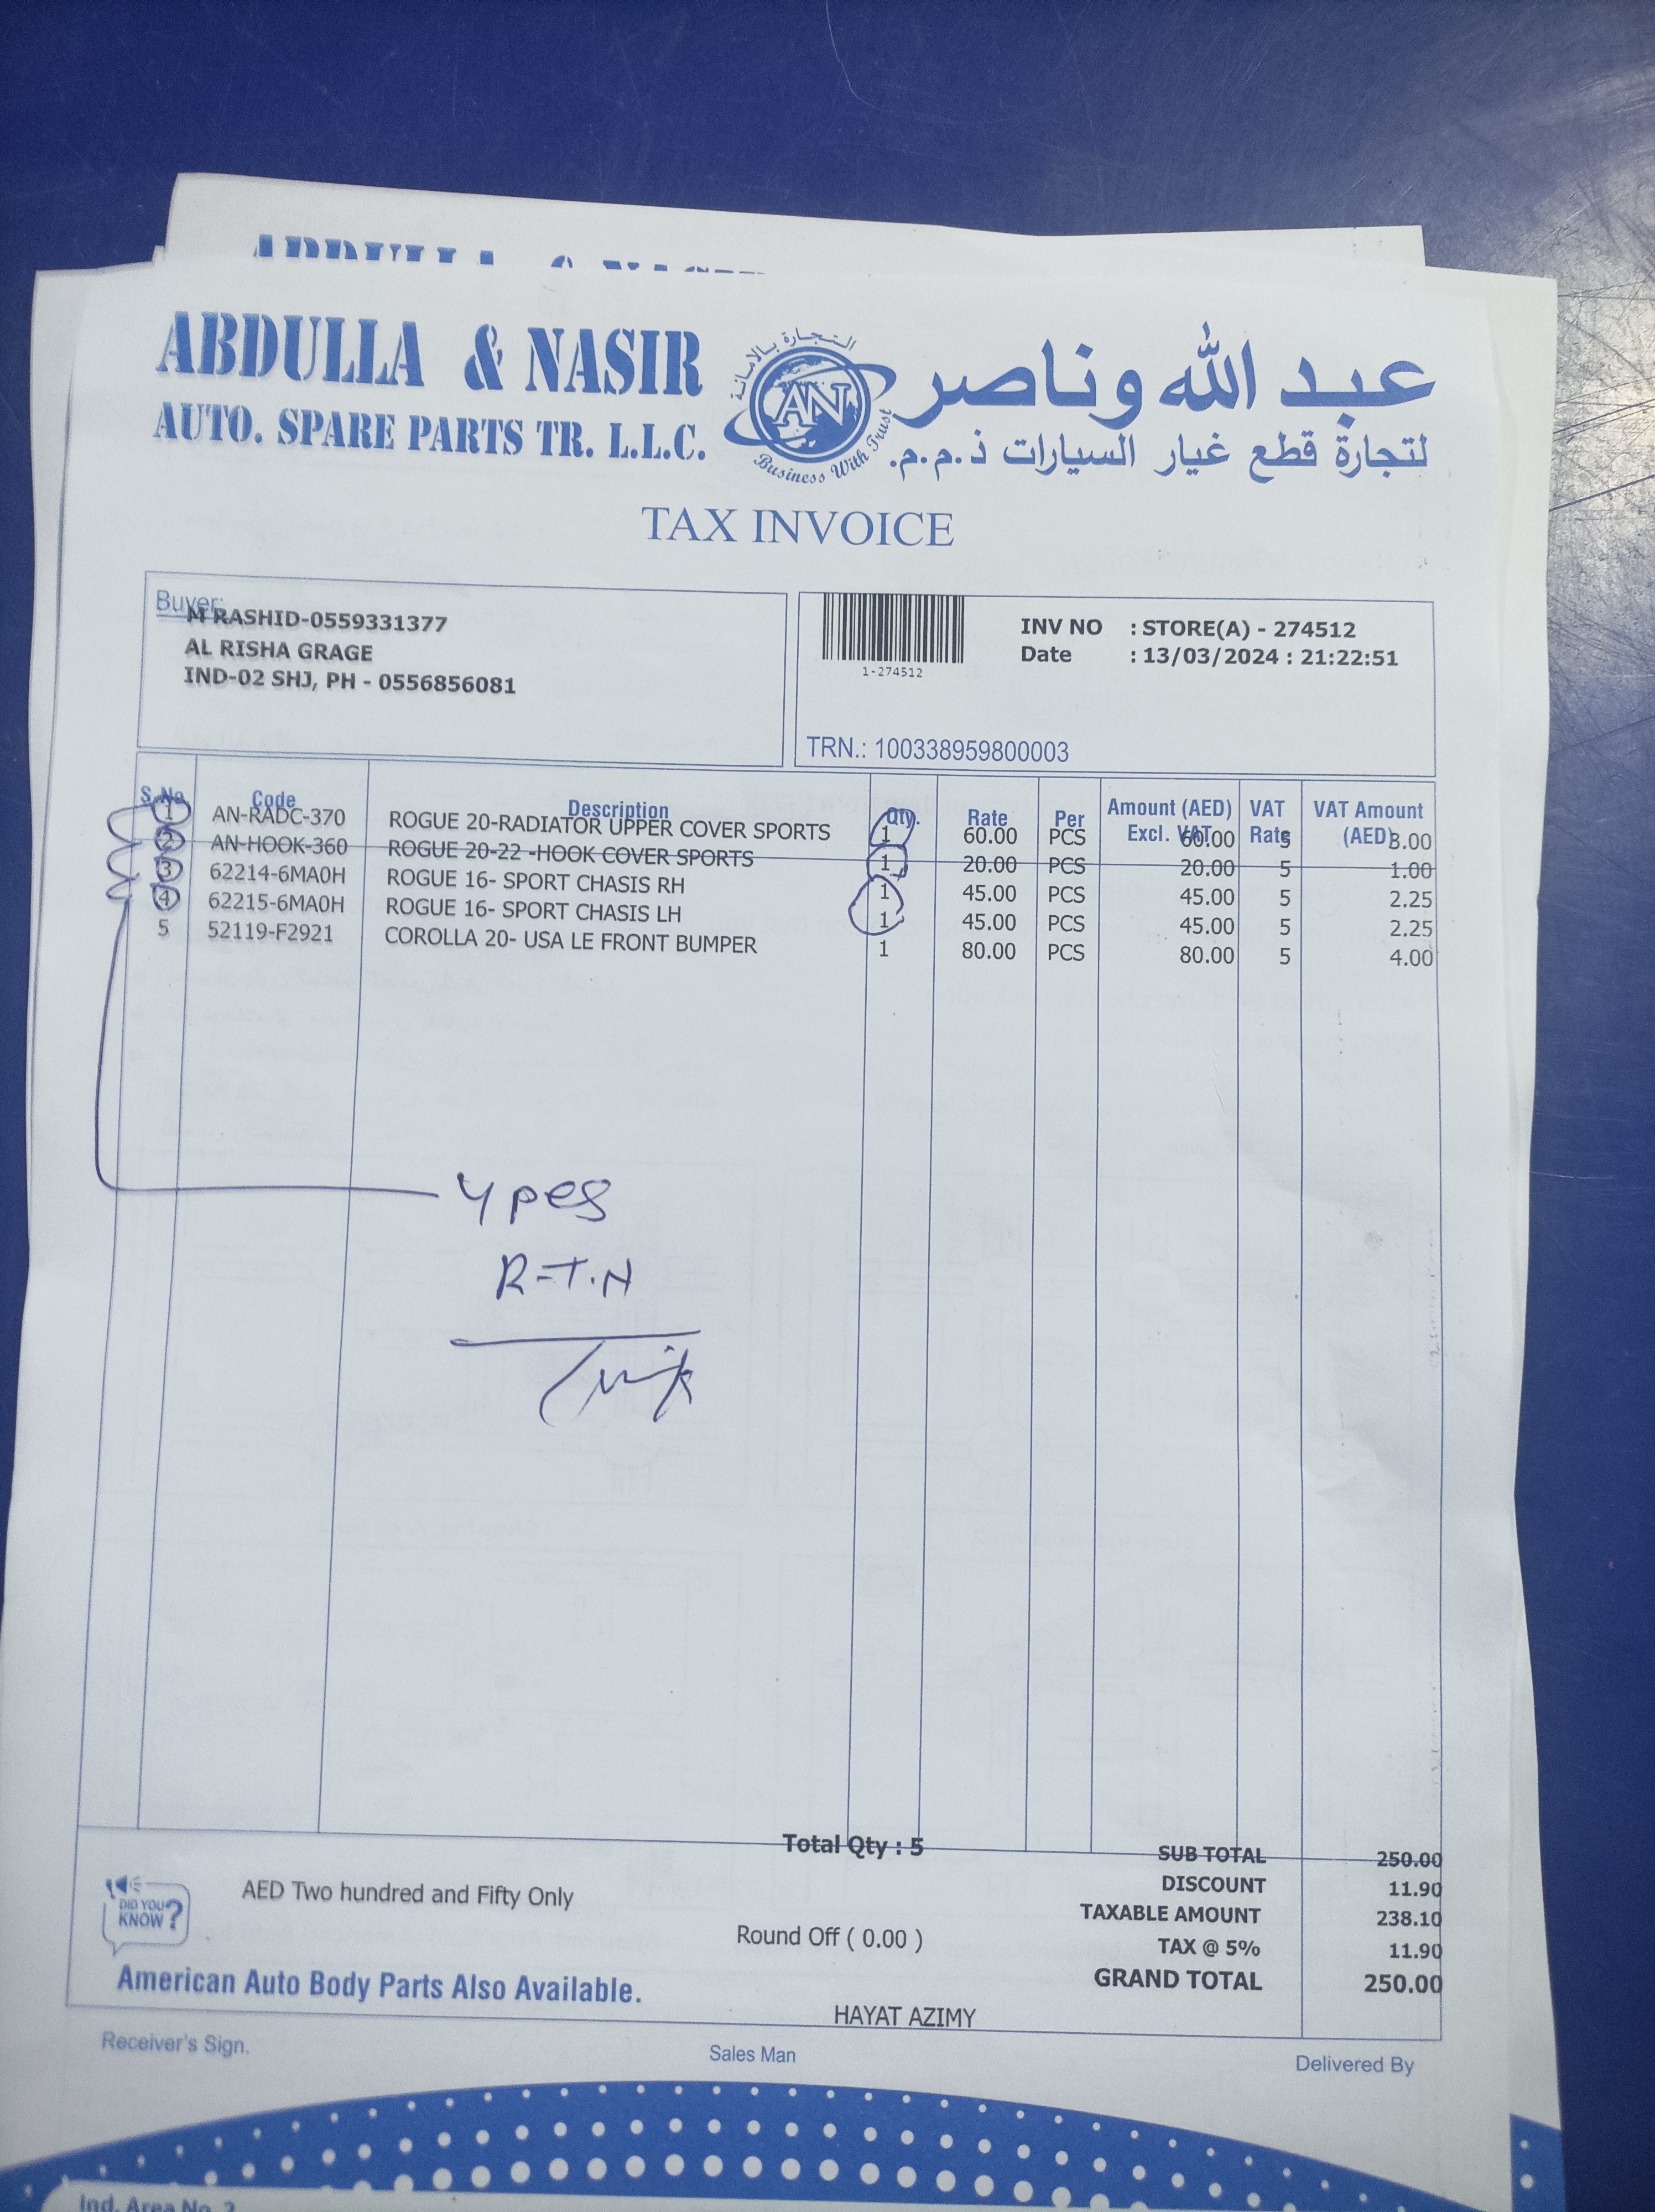 ABDULLA & NASIR
AUTO. SPARE PARTS TR. L.L.C.
عبد الله وناصر
لتجارة قطع غيار السيارات ذ.م.م.
التجارة بالامانة
AN
Business With Trust
TAX INVOICE
Buyer:
M RASHID-0559331377
AL RISHA GRAGE
IND-02 SHJ, PH - 0556856081
1-274512
INV NO : STORE(A) - 274512
Date : 13/03/2024 : 21:22:51
TRN.: 100338959800003
S.No. Code Description Qty. Rate Per Amount (AED) Excl. VAT VAT Rate VAT Amount (AED)
1 AN-RADC-370 ROGUE 20-RADIATOR UPPER COVER SPORTS 1 60.00 PCS 60.00 5 3.00
2 AN-HOOK-360 ROGUE 20-22 -HOOK COVER SPORTS 1 20.00 PCS 20.00 5 1.00
3 62214-6MA0H ROGUE 16- SPORT CHASIS RH 1 45.00 PCS 45.00 5 2.25
4 62215-6MA0H ROGUE 16- SPORT CHASIS LH 1 45.00 PCS 45.00 5 2.25
5 52119-F2921 COROLLA 20- USA LE FRONT BUMPER 1 80.00 PCS 80.00 5 4.00
4 pcs
R-T.N
Total Qty : 5
SUB TOTAL 250.00
DISCOUNT 11.90
TAXABLE AMOUNT 238.10
TAX @ 5% 11.90
GRAND TOTAL 250.00
DID YOU KNOW?
AED Two hundred and Fifty Only
Round Off ( 0.00 )
American Auto Body Parts Also Available.
HAYAT AZIMY
Receiver's Sign.
Sales Man
Delivered By
Ind. Area No. 2